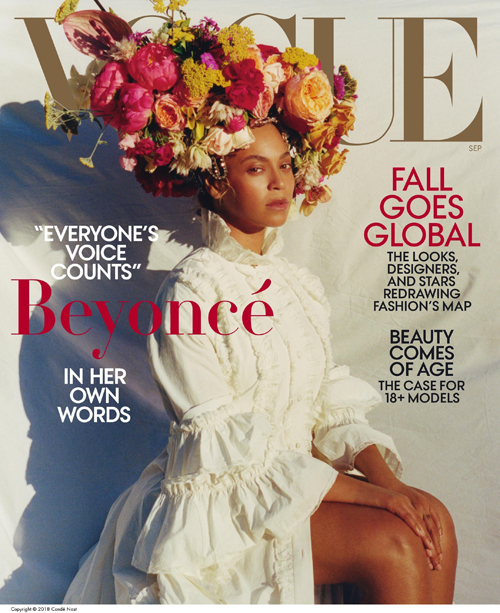 VOGUE
SEP
FALL
GOES
GLOBAL
THE LOOKS,
DESIGNERS,
AND STARS
REDRAWING
FASHION'S MAP
"EVERYONE'S
VOICE
COUNTS"
Beyoncé
IN HER
OWN
WORDS
BEAUTY
COMES
OF AGE
THE CASE FOR
18+ MODELS
Copyright © 2018 Condé Nast